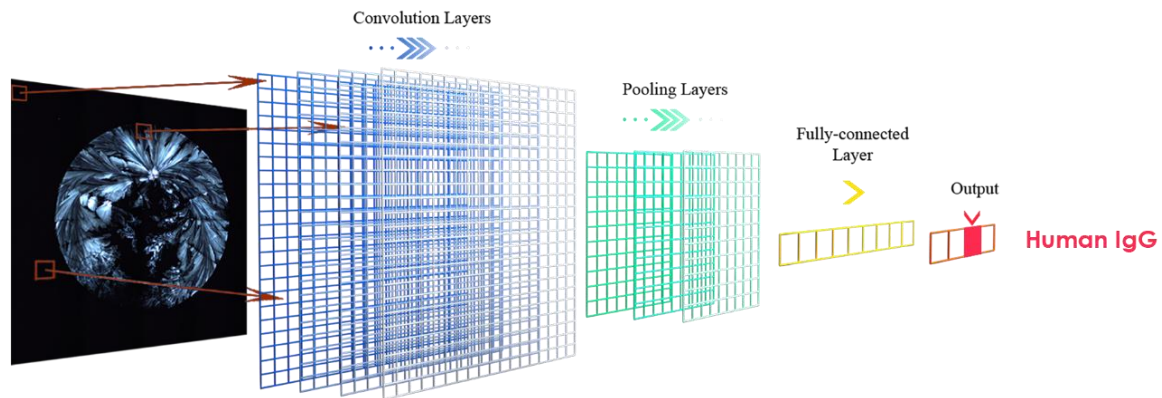 Convolution Layers
Pooling Layers
Fully-connected
Layer
Output
Human IgG